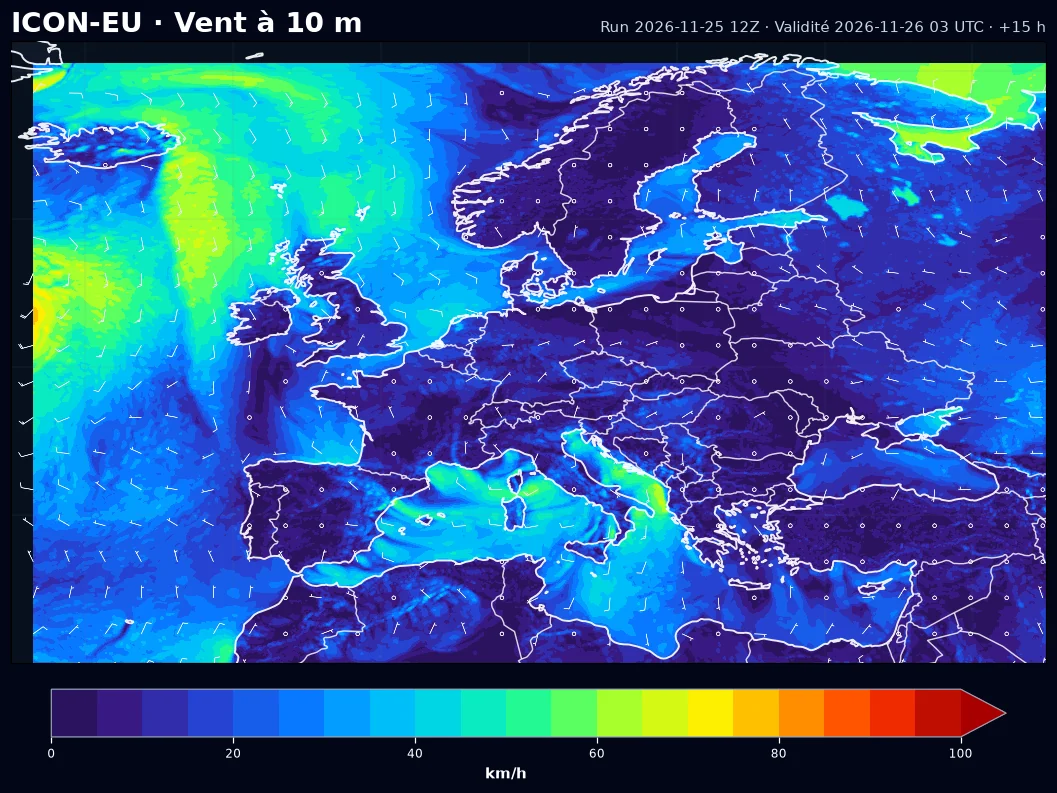 ICON-EU · Vent à 10 m
Run 2026-11-25 12Z · Validité 2026-11-26 03 UTC · +15 h
0 20 40 60 80 100
km/h